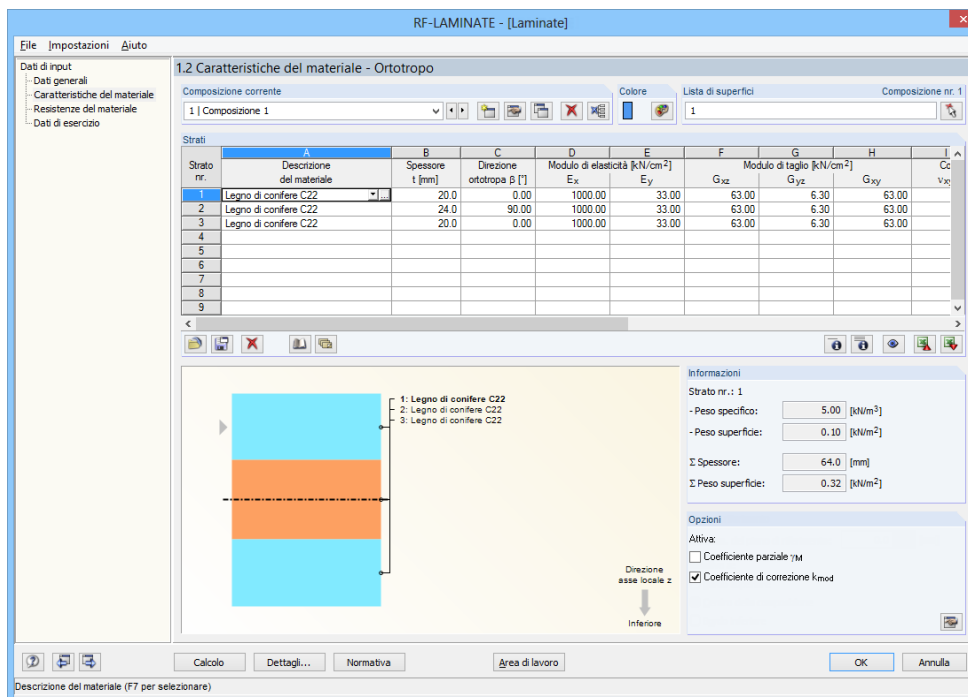 RF-LAMINATE - [Laminate]
File Impostazioni Aiuto
Dati di input
Dati generali
Caratteristiche del materiale
Resistenze del materiale
Dati di esercizio
1.2 Caratteristiche del materiale - Ortotropo
Composizione corrente
1 | Composizione 1
Colore
Lista di superfici
Composizione nr. 1
1
Strati
A B C D E F G H I
Strato Descrizione Spessore Direzione Modulo di elasticità [kN/cm²] Modulo di taglio [kN/cm²] Co
nr. del materiale t [mm] ortotropa β [°] Ex Ey Gxz Gyz Gxy νxy
1 Legno di conifere C22 20.0 0.00 1000.00 33.00 63.00 6.30 63.00
2 Legno di conifere C22 24.0 90.00 1000.00 33.00 63.00 6.30 63.00
3 Legno di conifere C22 20.0 0.00 1000.00 33.00 63.00 6.30 63.00
4
5
6
7
8
9
1: Legno di conifere C22
2: Legno di conifere C22
3: Legno di conifere C22
Direzione
asse locale z
Inferiore
Informazioni
Strato nr.: 1
- Peso specifico: 5.00 [kN/m³]
- Peso superficie: 0.10 [kN/m²]
Σ Spessore: 64.0 [mm]
Σ Peso superficie: 0.32 [kN/m²]
Opzioni
Attiva:
Coefficiente parziale γM
Coefficiente di correzione kmod
Calcolo Dettagli... Normativa Area di lavoro OK Annulla
Descrizione del materiale (F7 per selezionare)